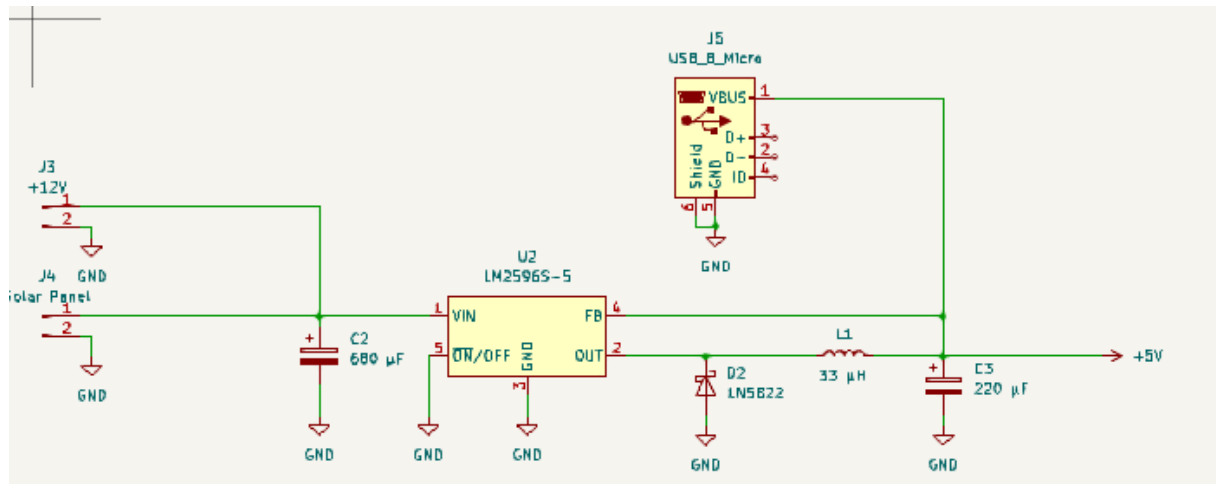 J5
USB_B_Micro
VBUS 1
D+ 3
D- 2
ID 4
Shield
GND
6
5
GND
J3
+12V
1
2
GND
J4
Solar Panel
1
2
GND
C2
680 µF
GND
U2
LM2596S-5
1 VIN
5 ON/OFF
GND
3
FB 4
OUT 2
GND
GND
D2
LN5822
GND
L1
33 µH
+5V
C3
220 µF
GND